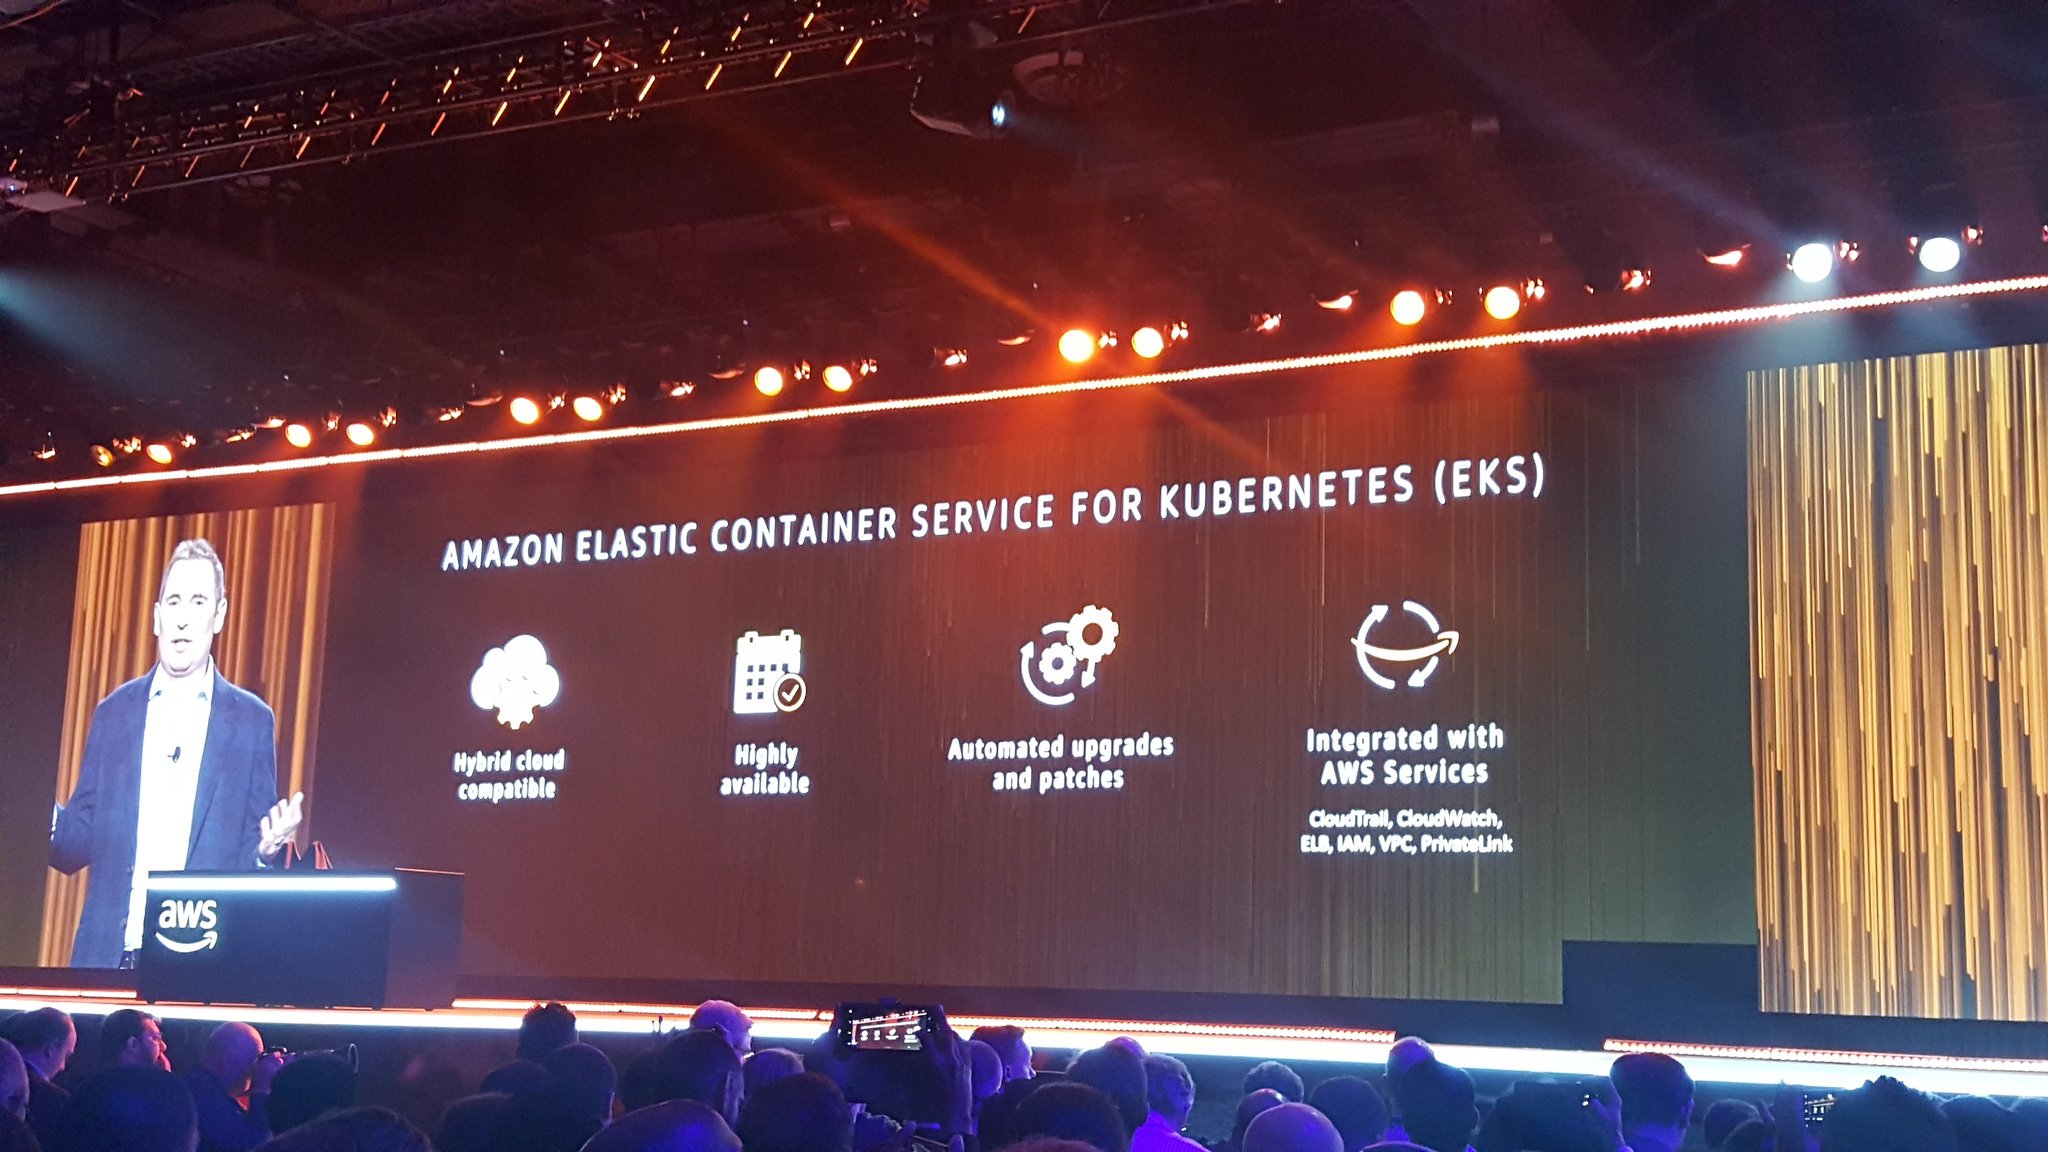 AMAZON ELASTIC CONTAINER SERVICE FOR KUBERNETES (EKS)
Hybrid cloud
compatible
Highly
available
Automated upgrades
and patches
Integrated with
AWS Services
CloudTrail, CloudWatch,
ELB, IAM, VPC, PrivateLink
aws